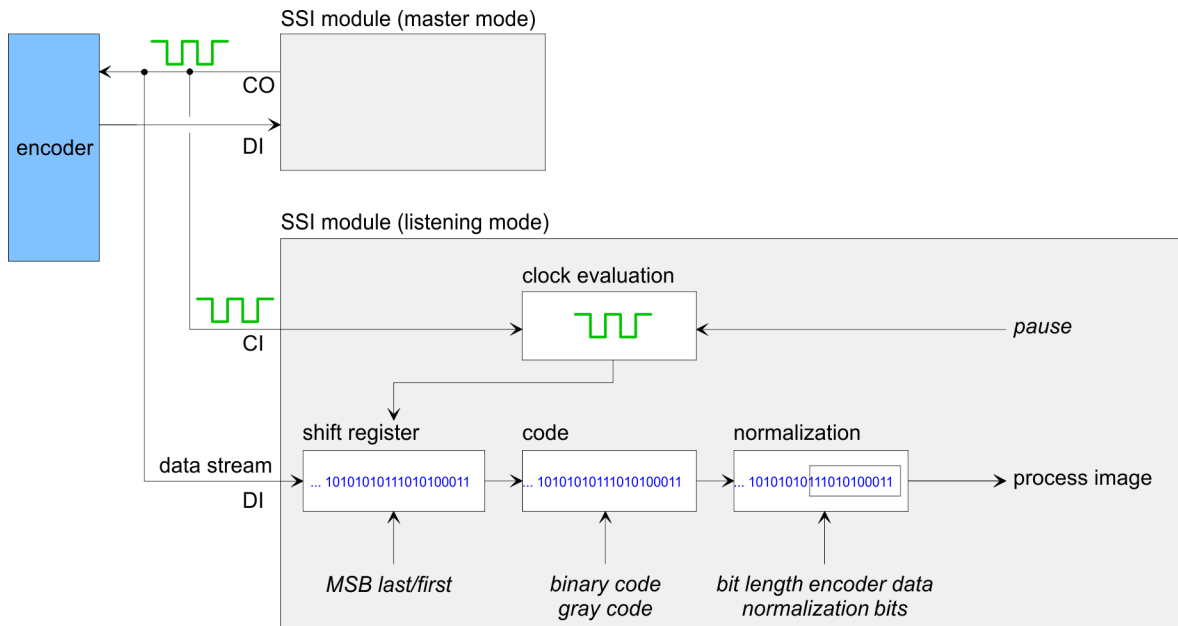 SSI module (master mode)
CO
DI
encoder
SSI module (listening mode)
clock evaluation
CI
pause
shift register
code
normalization
data stream
DI
... 10101010111010100011
... 10101010111010100011
... 10101010111010100011
process image
MSB last/first
binary code
gray code
bit length encoder data
normalization bits